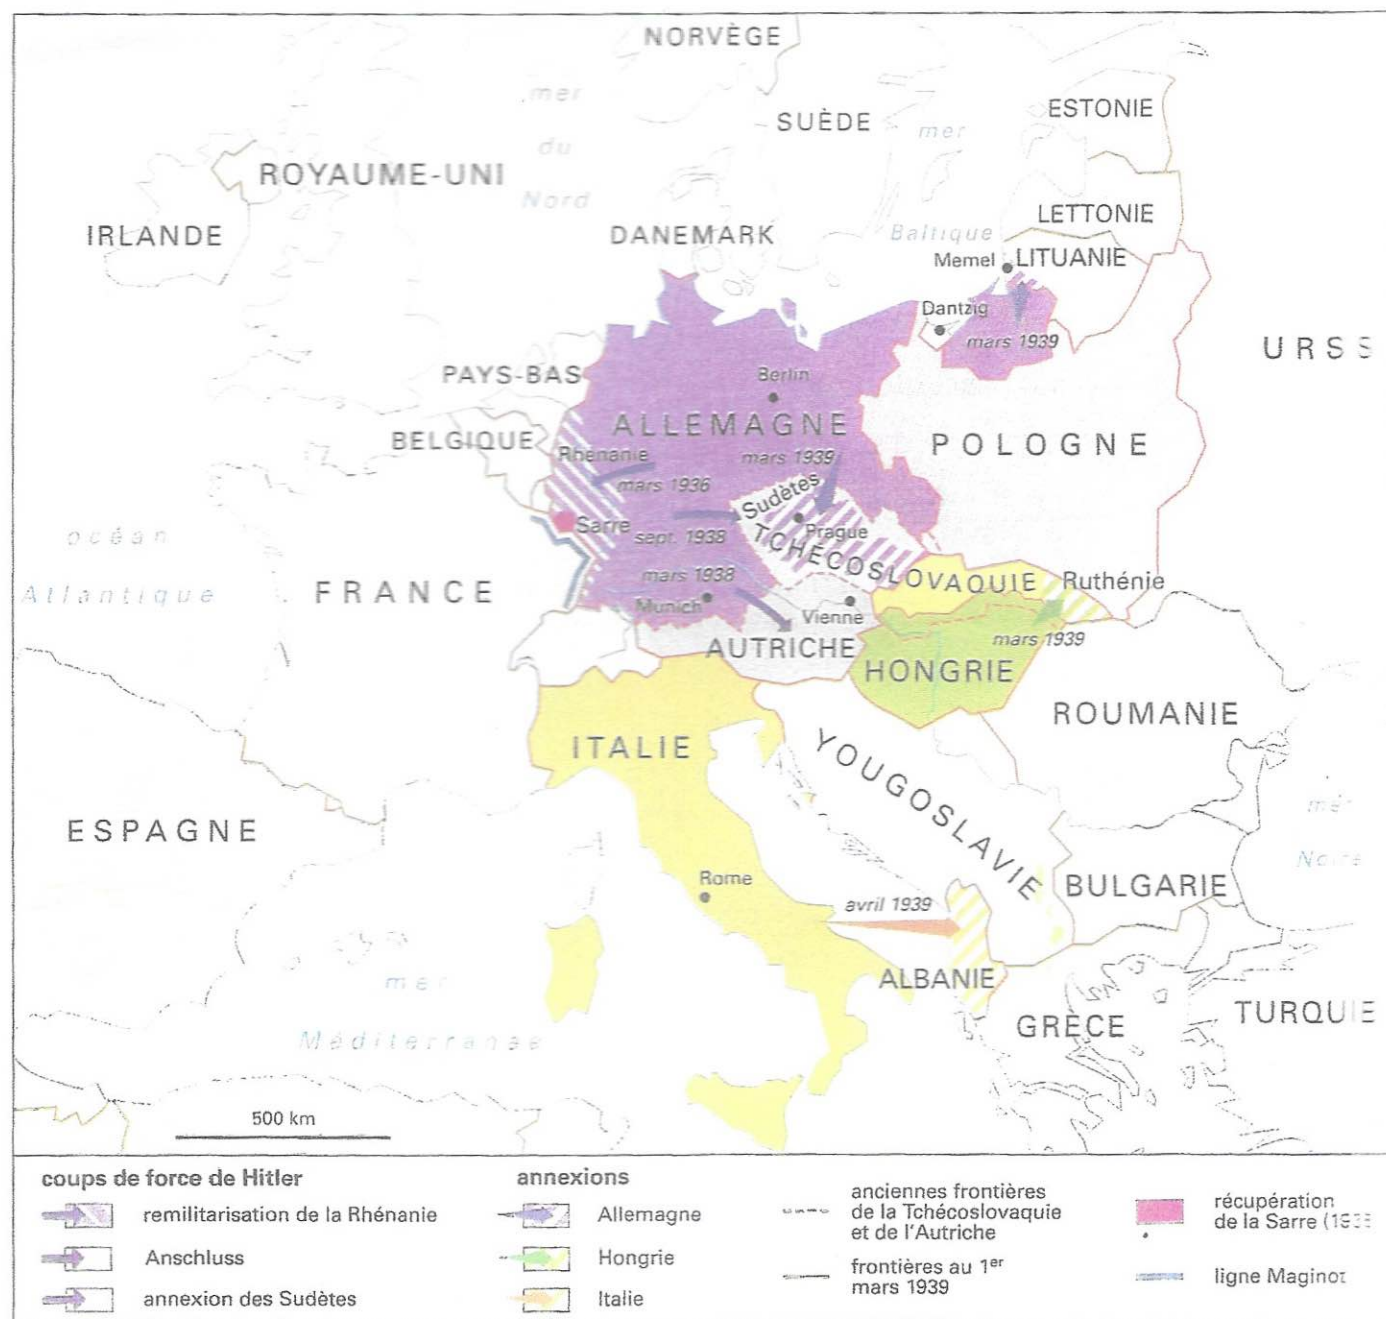 NORVÈGE
mer
du
Nord
SUÈDE
mer
Baltique
ESTONIE
ROYAUME-UNI
IRLANDE
LETTONIE
DANEMARK
Memel
LITUANIE
Dantzig
mars 1939
URSS
PAYS-BAS
Berlin
ALLEMAGNE
BELGIQUE
POLOGNE
Rhénanie
mars 1939
mars 1936
Sudètes
Sarre
sept. 1938
Prague
TCHÉCOSLOVAQUIE
océan
Atlantique
FRANCE
mars 1938
Munich
Vienne
Ruthénie
AUTRICHE
mars 1939
HONGRIE
ROUMANIE
ITALIE
YOUGOSLAVIE
ESPAGNE
mer
Noire
Rome
avril 1939
BULGARIE
ALBANIE
mer
Méditerranée
GRÈCE
TURQUIE
500 km
coups de force de Hitler
remilitarisation de la Rhénanie
Anschluss
annexion des Sudètes
annexions
Allemagne
Hongrie
Italie
anciennes frontières
de la Tchécoslovaquie
et de l'Autriche
frontières au 1er
mars 1939
récupération
de la Sarre
ligne Maginot